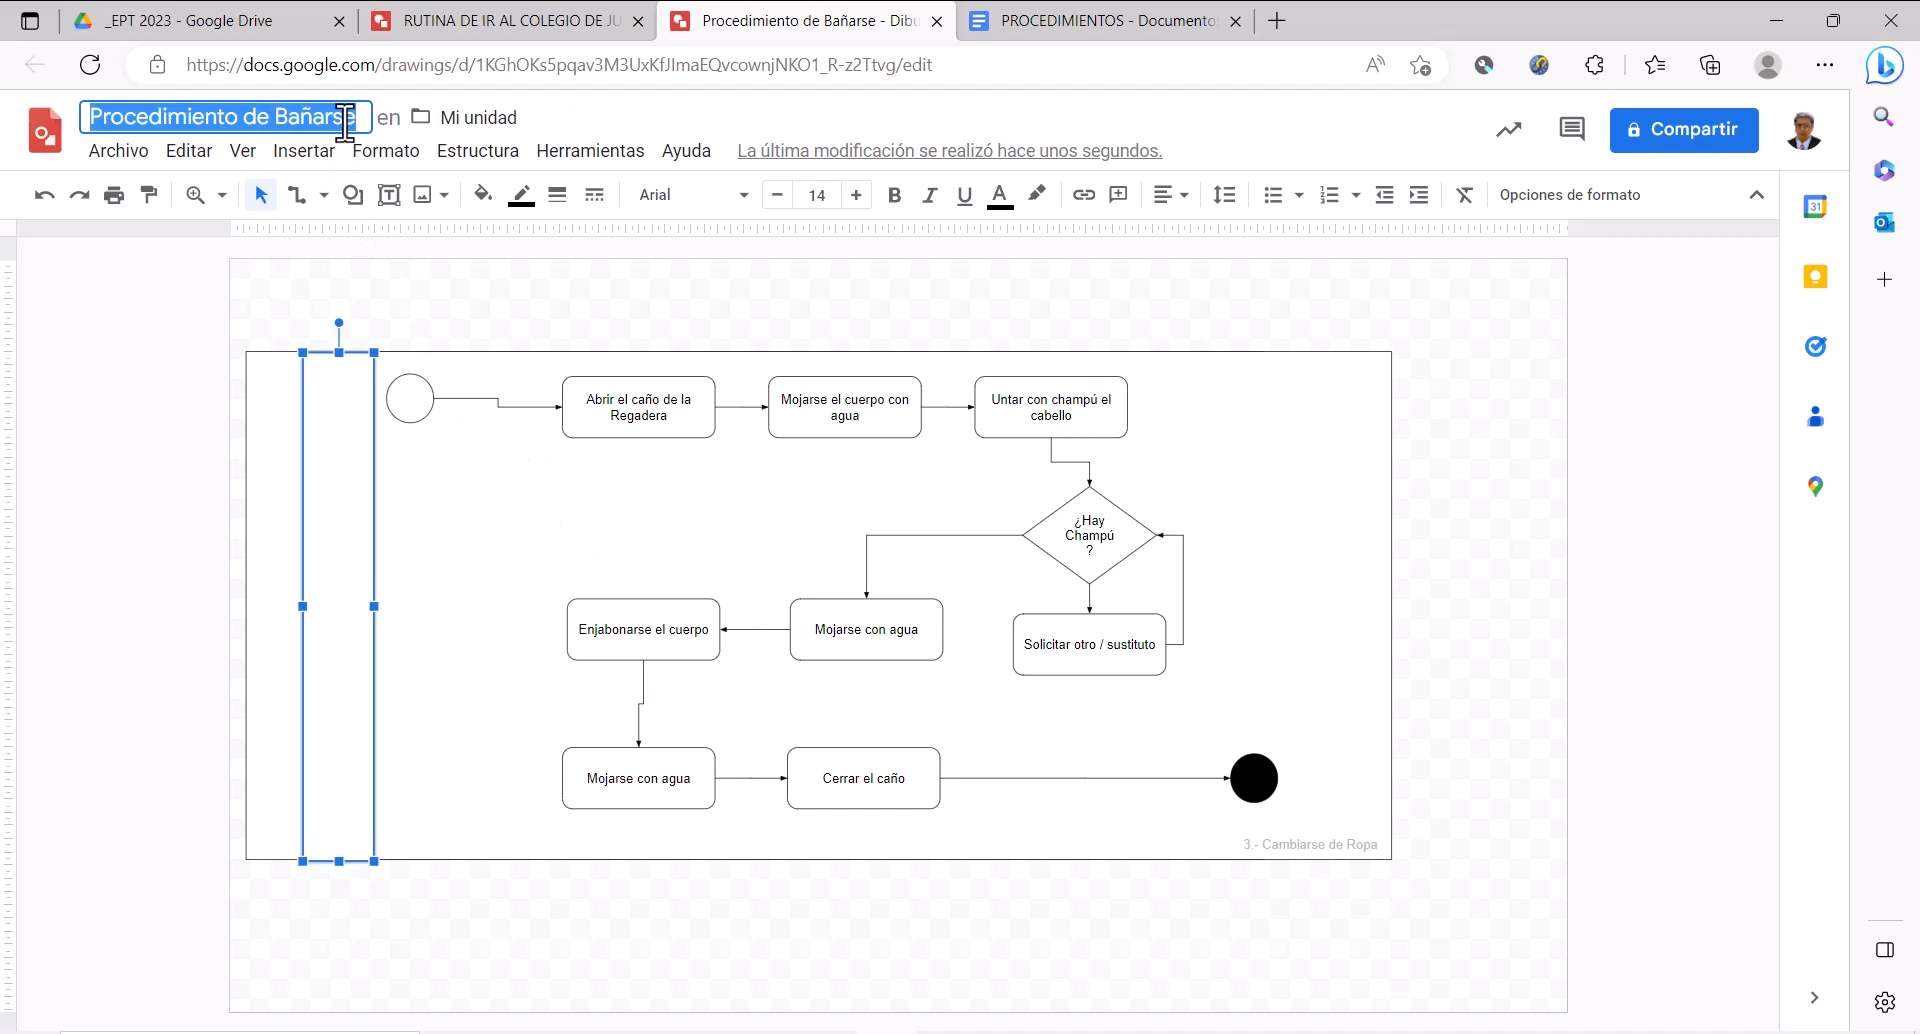 _EPT 2023 - Google Drive
RUTINA DE IR AL COLEGIO DE JU
Procedimiento de Bañarse - Dibu
PROCEDIMIENTOS - Documento
https://docs.google.com/drawings/d/1KGhOKs5pqav3M3UxKfJImaEQvcownjNKO1_R-z2Ttvg/edit
Procedimiento de Bañarse en Mi unidad
Compartir
Archivo Editar Ver Insertar Formato Estructura Herramientas Ayuda La última modificación se realizó hace unos segundos.
Arial 14 Opciones de formato
31
Abrir el caño de la
Regadera
Mojarse el cuerpo con
agua
Untar con champú el
cabello
¿Hay
Champú
?
Enjabonarse el cuerpo
Mojarse con agua
Solicitar otro / sustituto
Mojarse con agua
Cerrar el caño
3.- Cambiarse de Ropa